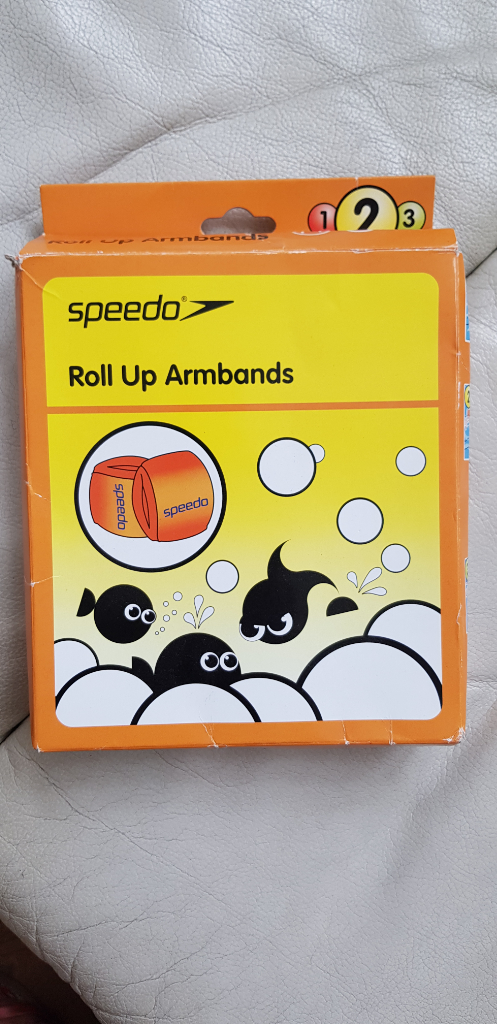 1 2 3
Roll Up Armbands
speedo®
Roll Up Armbands
speedo
speedo